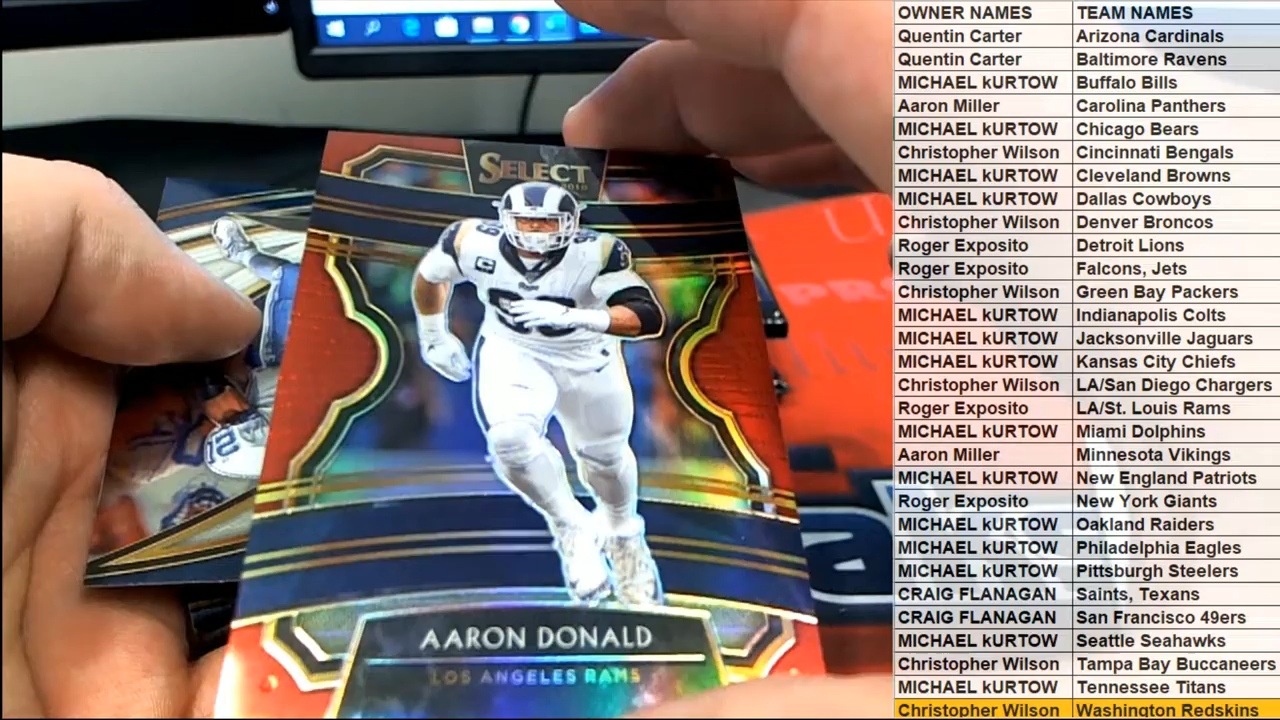 SELECT
AARON DONALD
LOS ANGELES RAMS
OWNER NAMES TEAM NAMES
Quentin Carter Arizona Cardinals
Quentin Carter Baltimore Ravens
MICHAEL kURTOW Buffalo Bills
Aaron Miller Carolina Panthers
MICHAEL kURTOW Chicago Bears
Christopher Wilson Cincinnati Bengals
MICHAEL kURTOW Cleveland Browns
MICHAEL kURTOW Dallas Cowboys
Christopher Wilson Denver Broncos
Roger Exposito Detroit Lions
Roger Exposito Falcons, Jets
Christopher Wilson Green Bay Packers
MICHAEL kURTOW Indianapolis Colts
MICHAEL kURTOW Jacksonville Jaguars
MICHAEL kURTOW Kansas City Chiefs
Christopher Wilson LA/San Diego Chargers
Roger Exposito LA/St. Louis Rams
MICHAEL kURTOW Miami Dolphins
Aaron Miller Minnesota Vikings
MICHAEL kURTOW New England Patriots
Roger Exposito New York Giants
MICHAEL kURTOW Oakland Raiders
MICHAEL kURTOW Philadelphia Eagles
MICHAEL kURTOW Pittsburgh Steelers
CRAIG FLANAGAN Saints, Texans
CRAIG FLANAGAN San Francisco 49ers
MICHAEL kURTOW Seattle Seahawks
Christopher Wilson Tampa Bay Buccaneers
MICHAEL kURTOW Tennessee Titans
Christopher Wilson Washington Redskins